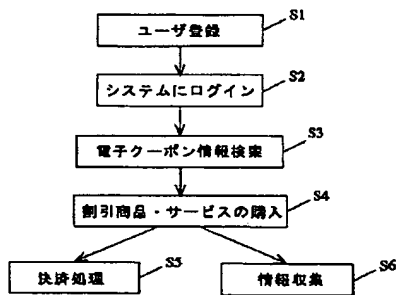 S1
ユーザ登録
S2
システムにログイン
S3
電子クーポン情報検索
S4
割引商品・サービスの購入
S5
決済処理
S6
情報収集